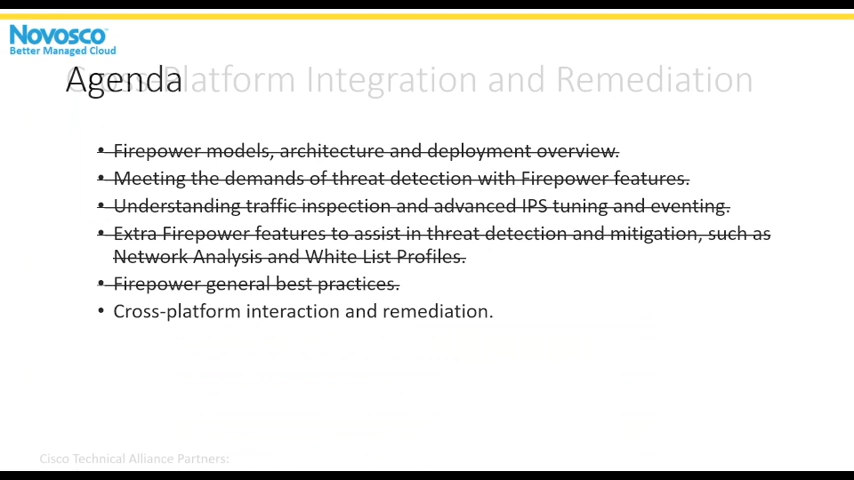 Novosco
Better Managed Cloud
Agenda
Cross-Platform Integration and Remediation
• Firepower models, architecture and deployment overview.
• Meeting the demands of threat detection with Firepower features.
• Understanding traffic inspection and advanced IPS tuning and eventing.
• Extra Firepower features to assist in threat detection and mitigation, such as
Network Analysis and White List Profiles.
• Firepower general best practices.
• Cross-platform interaction and remediation.
Cisco Technical Alliance Partners: